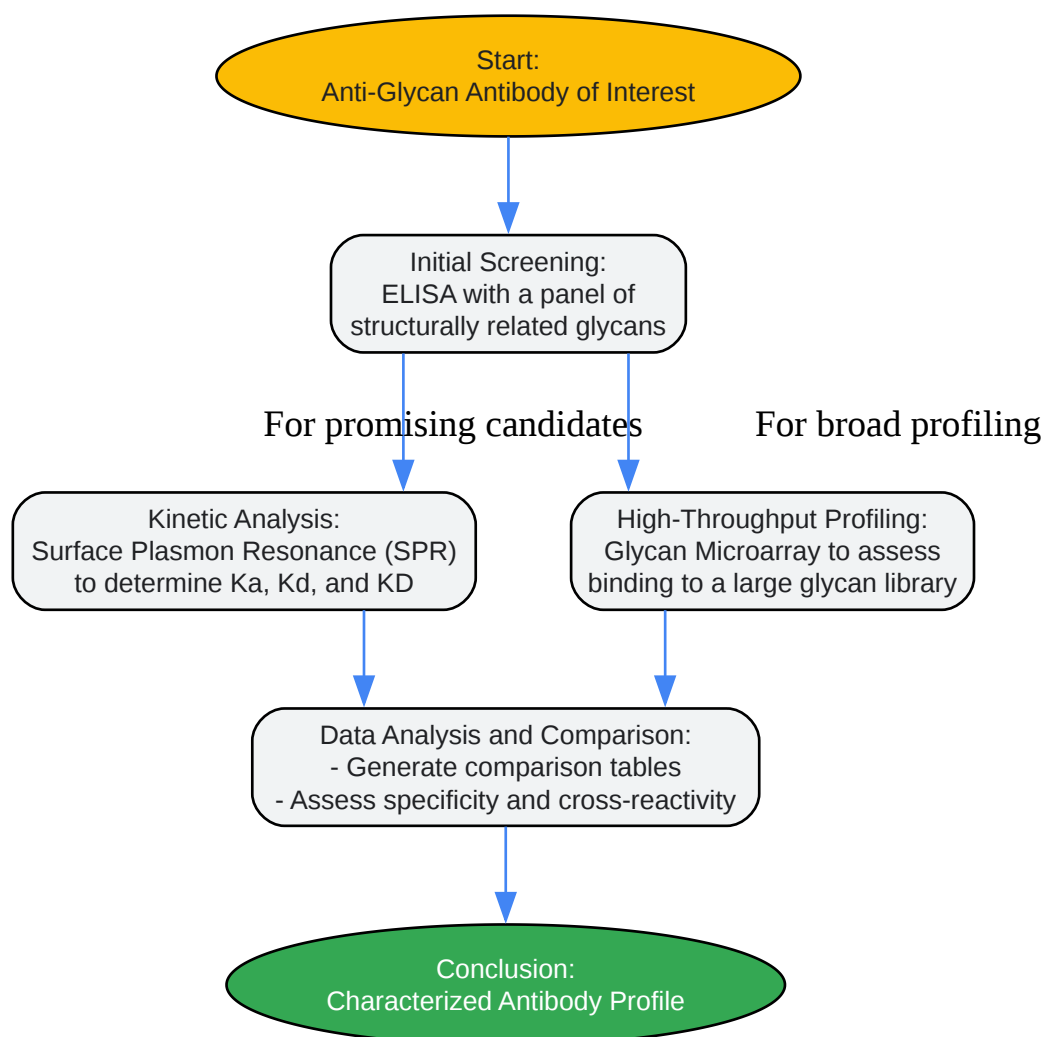 Start:
Anti-Glycan Antibody of Interest
Initial Screening:
ELISA with a panel of
structurally related glycans
For promising candidates
For broad profiling
Kinetic Analysis:
Surface Plasmon Resonance (SPR)
to determine Ka, Kd, and KD
High-Throughput Profiling:
Glycan Microarray to assess
binding to a large glycan library
Data Analysis and Comparison:
- Generate comparison tables
- Assess specificity and cross-reactivity
Conclusion:
Characterized Antibody Profile